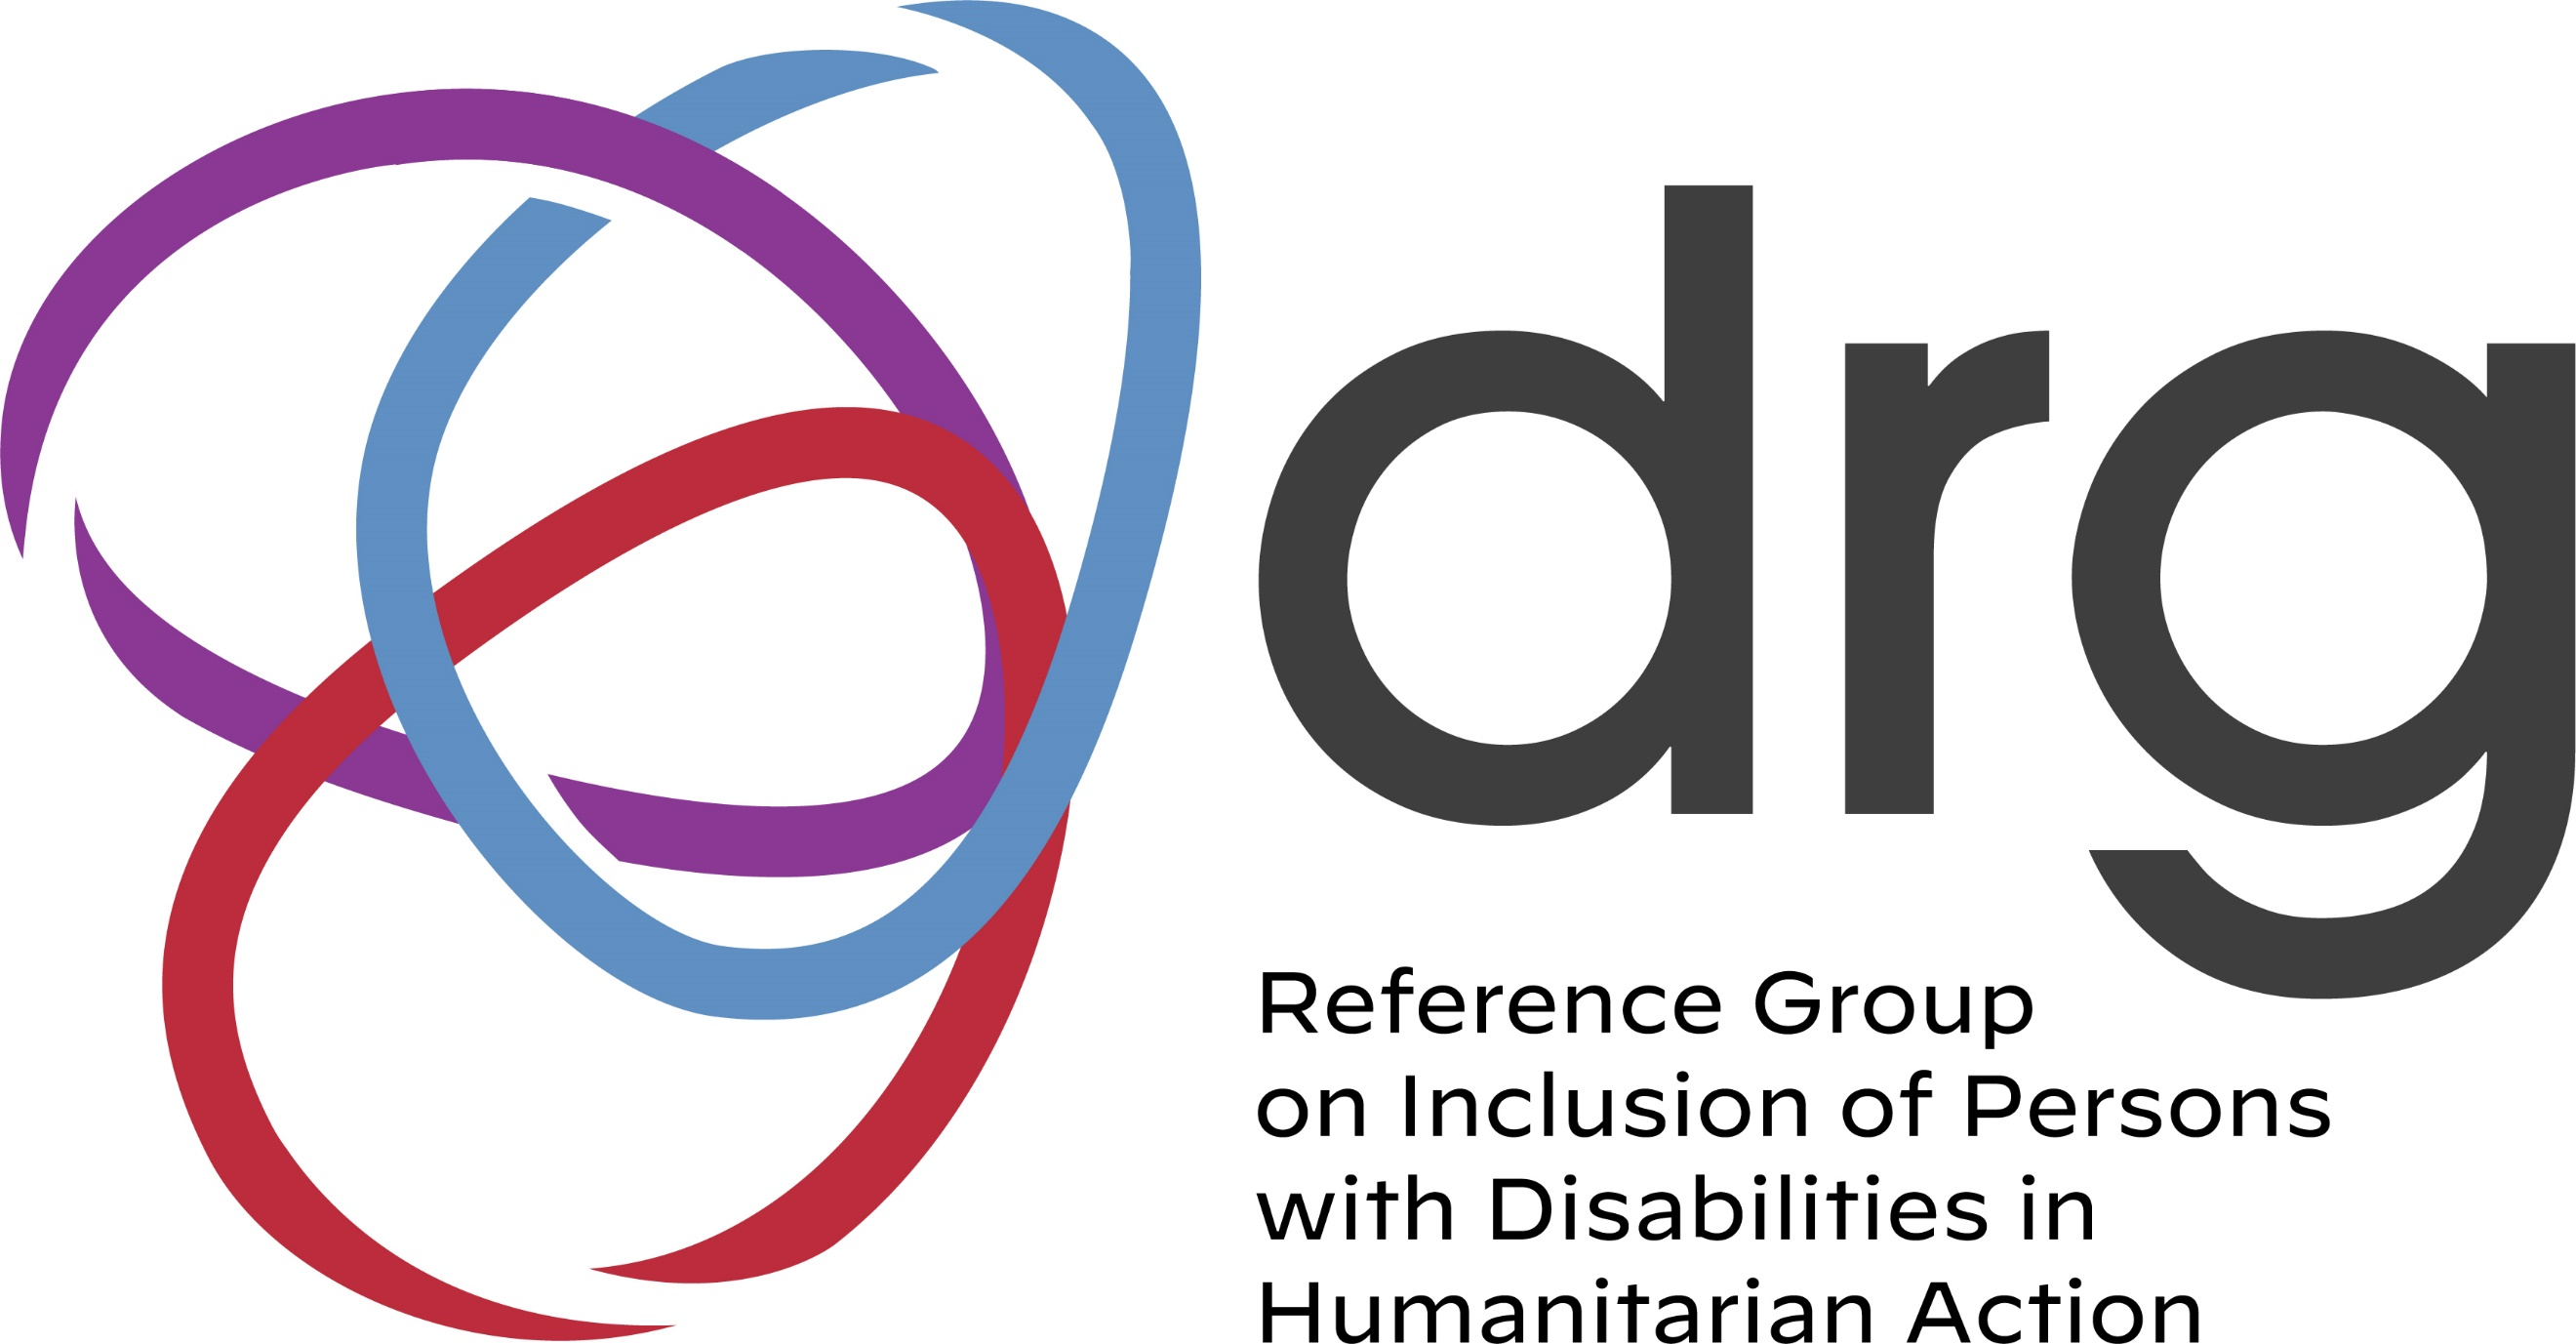 drg
Reference Group
on Inclusion of Persons
with Disabilities in
Humanitarian Action